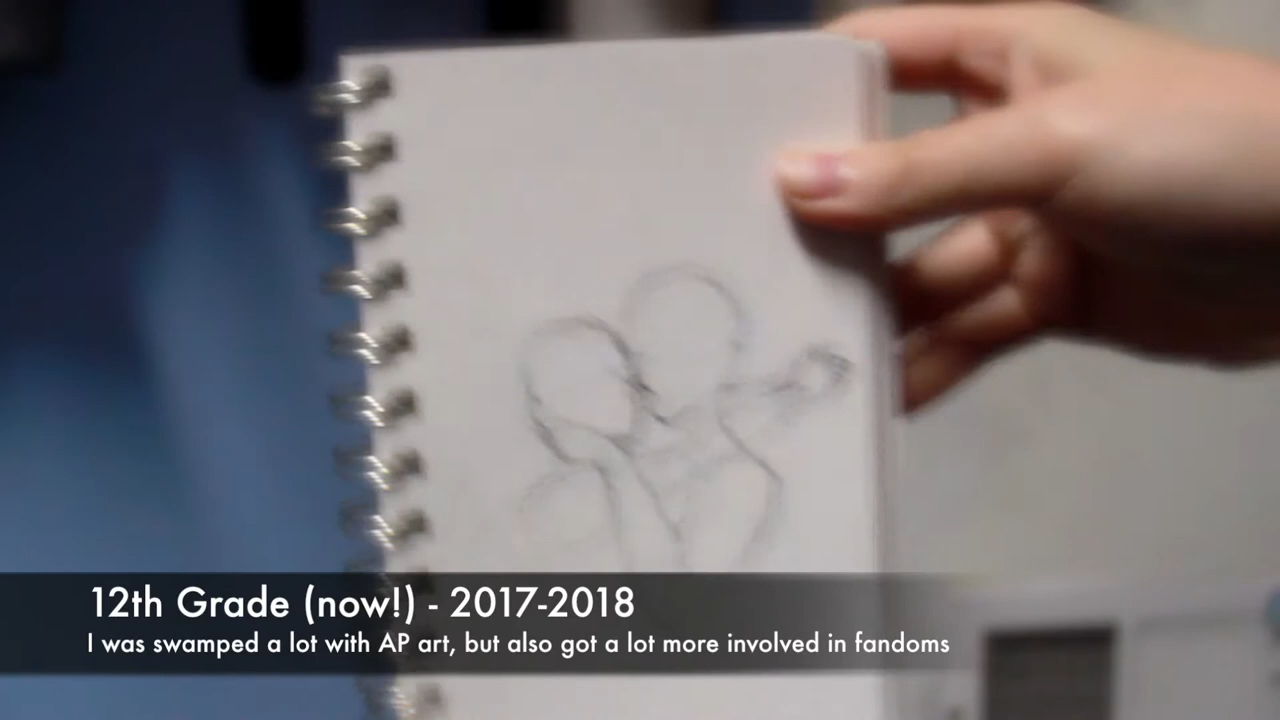 12th Grade (now!) - 2017-2018
I was swamped a lot with AP art, but also got a lot more involved in fandoms